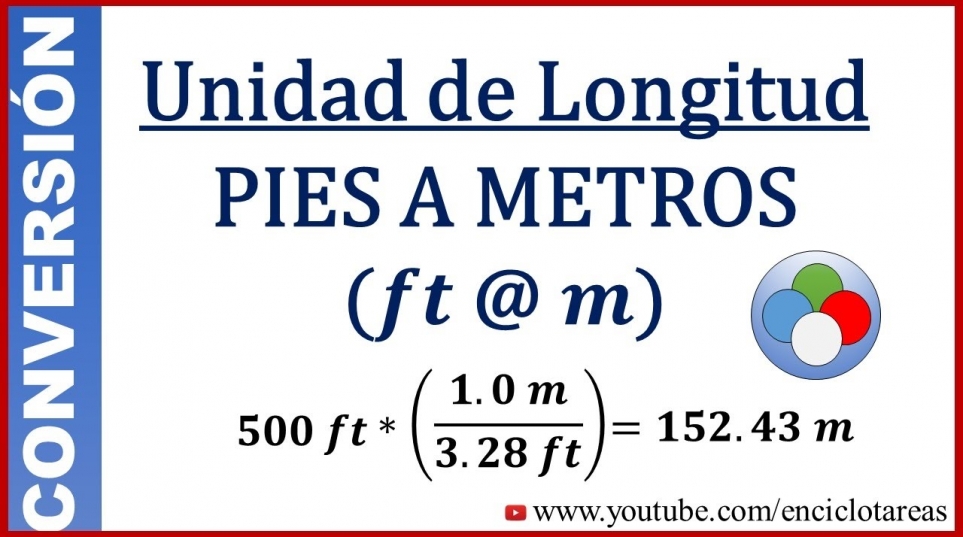 CONVERSIÓN
Unidad de Longitud
PIES A METROS
(ft @ m)
500 ft * (1.0 m / 3.28 ft) = 152.43 m
www.youtube.com/enciclotareas